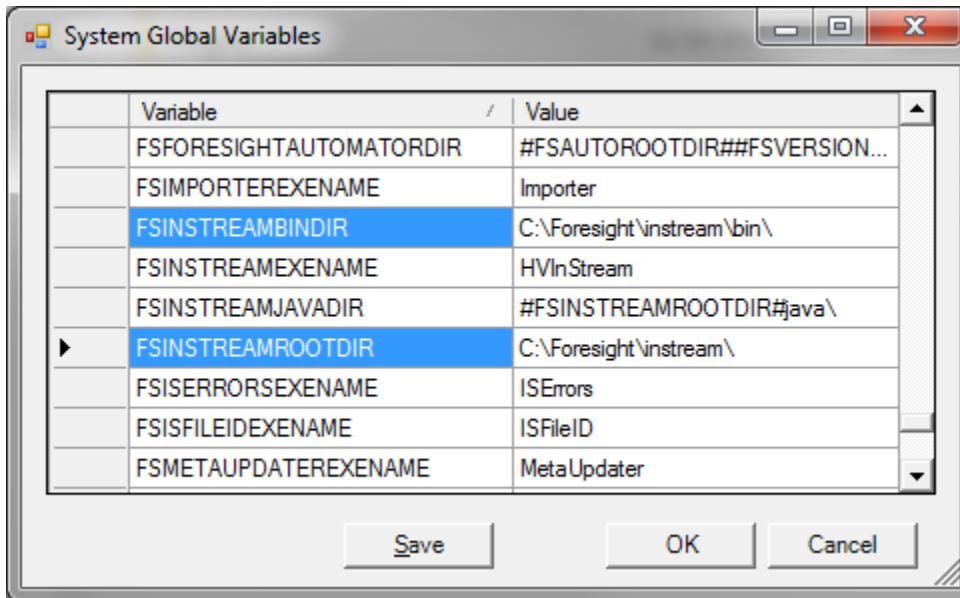 System Global Variables
Variable Value
FSFORESIGHTAUTOMATORDIR #FSAUTOROOTDIR##FSVERSION...
FSIMPORTEREXENAME Importer
FSINSTREAMBINDIR C:\Foresight\instream\bin\
FSINSTREAMEXENAME HVInStream
FSINSTREAMJAVADIR #FSINSTREAMROOTDIR#java\
FSINSTREAMROOTDIR C:\Foresight\instream\
FSISERRORSEXENAME ISErrors
FSISFILEIDEXENAME ISFileID
FSMETAUPDATEREXENAME MetaUpdater
Save OK Cancel